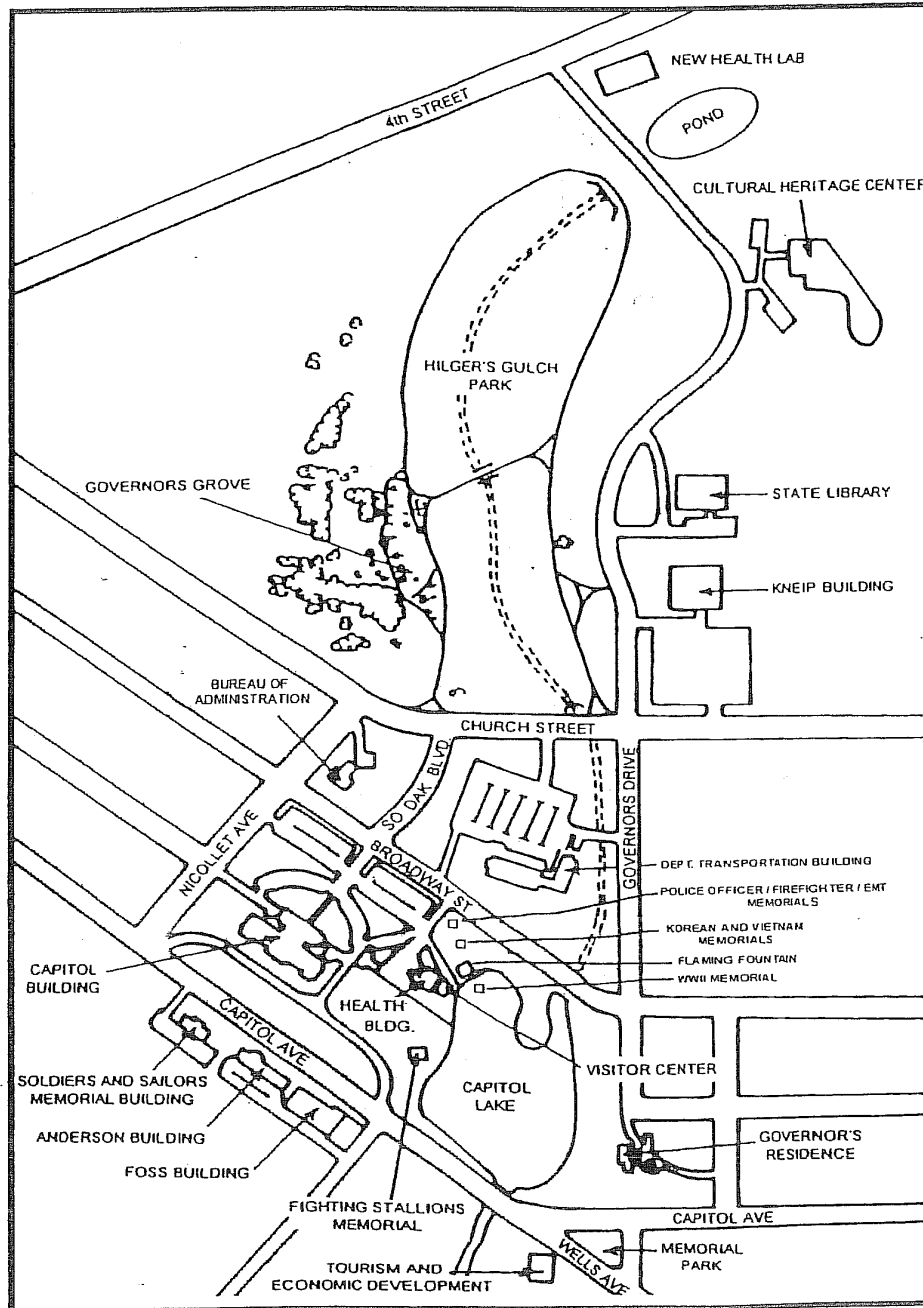 NEW HEALTH LAB
4th STREET
POND
CULTURAL HERITAGE CENTER
HILGER'S GULCH
PARK
GOVERNORS GROVE
STATE LIBRARY
KNEIP BUILDING
BUREAU OF
ADMINISTRATION
CHURCH STREET
SO DAK BLVD.
GOVERNORS DRIVE
NICOLLET AVE
BROADWAY ST
DEPT. TRANSPORTATION BUILDING
POLICE OFFICER / FIREFIGHTER / EMT
MEMORIALS
KOREAN AND VIETNAM
MEMORIALS
FLAMING FOUNTAIN
WWII MEMORIAL
CAPITOL
BUILDING
HEALTH
BLDG.
CAPITOL AVE
VISITOR CENTER
SOLDIERS AND SAILORS
MEMORIAL BUILDING
CAPITOL
LAKE
ANDERSON BUILDING
GOVERNOR'S
RESIDENCE
FOSS BUILDING
FIGHTING STALLIONS
MEMORIAL
CAPITOL AVE
WELLS AVE
MEMORIAL
PARK
TOURISM AND
ECONOMIC DEVELOPMENT